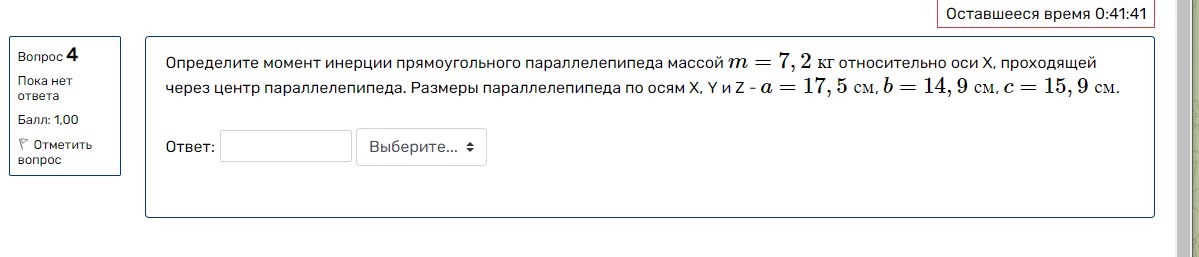 Оставшееся время 0:41:41
Вопрос 4
Пока нет
ответа
Балл: 1,00
Отметить
вопрос
Определите момент инерции прямоугольного параллелепипеда массой m = 7, 2 кг относительно оси X, проходящей
через центр параллелепипеда. Размеры параллелепипеда по осям X, Y и Z - a = 17, 5 см, b = 14, 9 см, c = 15, 9 см.
Ответ:
Выберите...